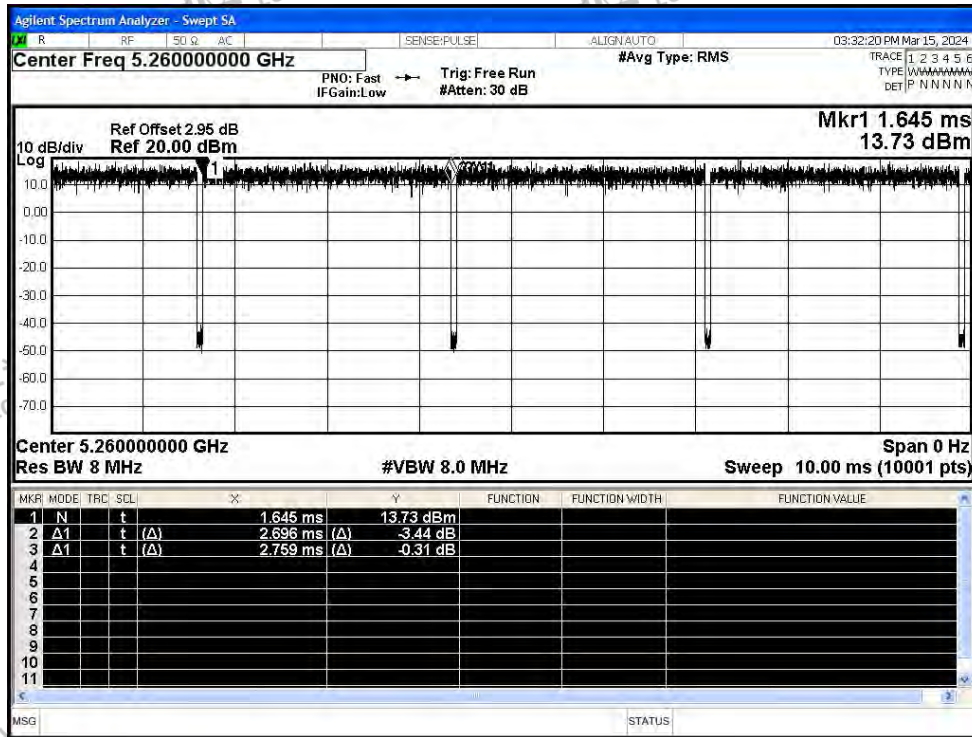 Agilent Spectrum Analyzer - Swept SA
LXI R RF 50 Ω AC SENSE:PULSE ALIGN AUTO 03:32:20 PM Mar 15, 2024
Center Freq 5.260000000 GHz
PNO: Fast
IFGain:Low
Trig: Free Run
#Atten: 30 dB
#Avg Type: RMS
TRACE 1 2 3 4 5 6
TYPE WWWWWW
DET P N N N N N
Mkr1 1.645 ms
13.73 dBm
Ref Offset 2.95 dB
10 dB/div Ref 20.00 dBm
Log
1
10.0
0.00
-10.0
-20.0
-30.0
-40.0
-50.0
-60.0
-70.0
Center 5.260000000 GHz Span 0 Hz
Res BW 8 MHz #VBW 8.0 MHz Sweep 10.00 ms (10001 pts)
MKR MODE TRC SCL X Y FUNCTION FUNCTION WIDTH FUNCTION VALUE
1 N t 1.645 ms 13.73 dBm
2 Δ1 t (Δ) 2.696 ms (Δ) -3.44 dB
3 Δ1 t (Δ) 2.759 ms (Δ) -0.31 dB
4
5
6
7
8
9
10
11
MSG STATUS